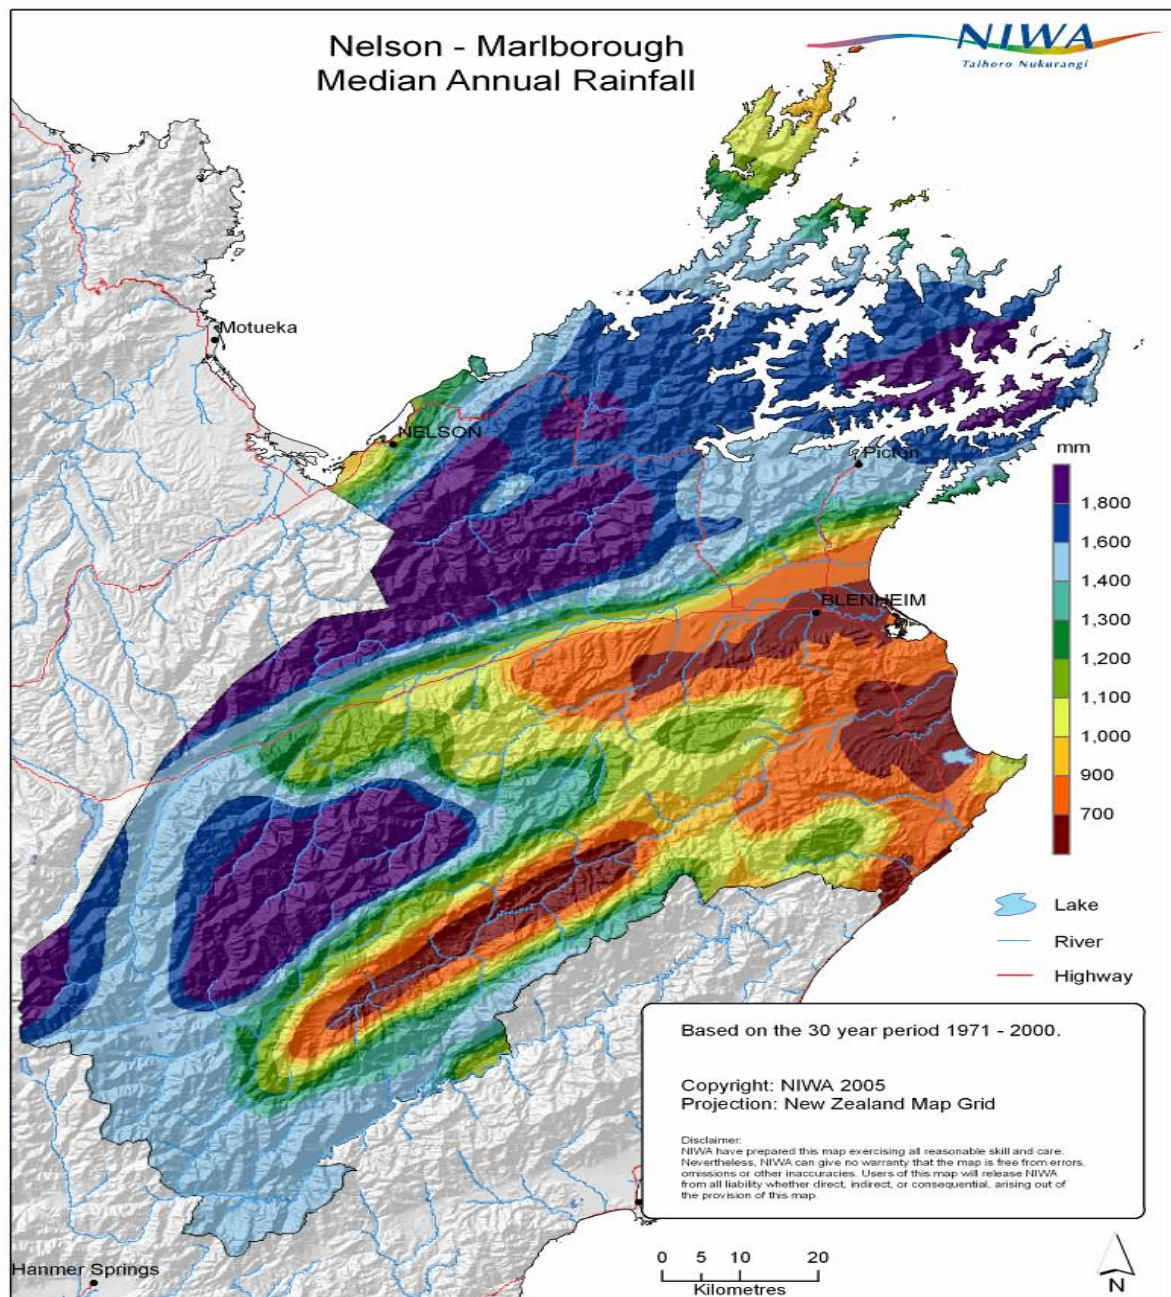 Nelson - Marlborough
Median Annual Rainfall
NIWA
Taihoro Nukurangi
Motueka
NELSON
Picton
BLENHEIM
mm
1,800
1,600
1,400
1,300
1,200
1,100
1,000
900
700
Lake
River
Highway
Based on the 30 year period 1971 - 2000.
Copyright: NIWA 2005
Projection: New Zealand Map Grid
Disclaimer:
NIWA have prepared this map exercising all reasonable skill and care.
Nevertheless, NIWA can give no warranty that the map is free from errors,
omissions or other inaccuracies. Users of this map will release NIWA
from all liability whether direct, indirect, or consequential, arising out of
the provision of this map.
Hanmer Springs
0 5 10 20
Kilometres
N